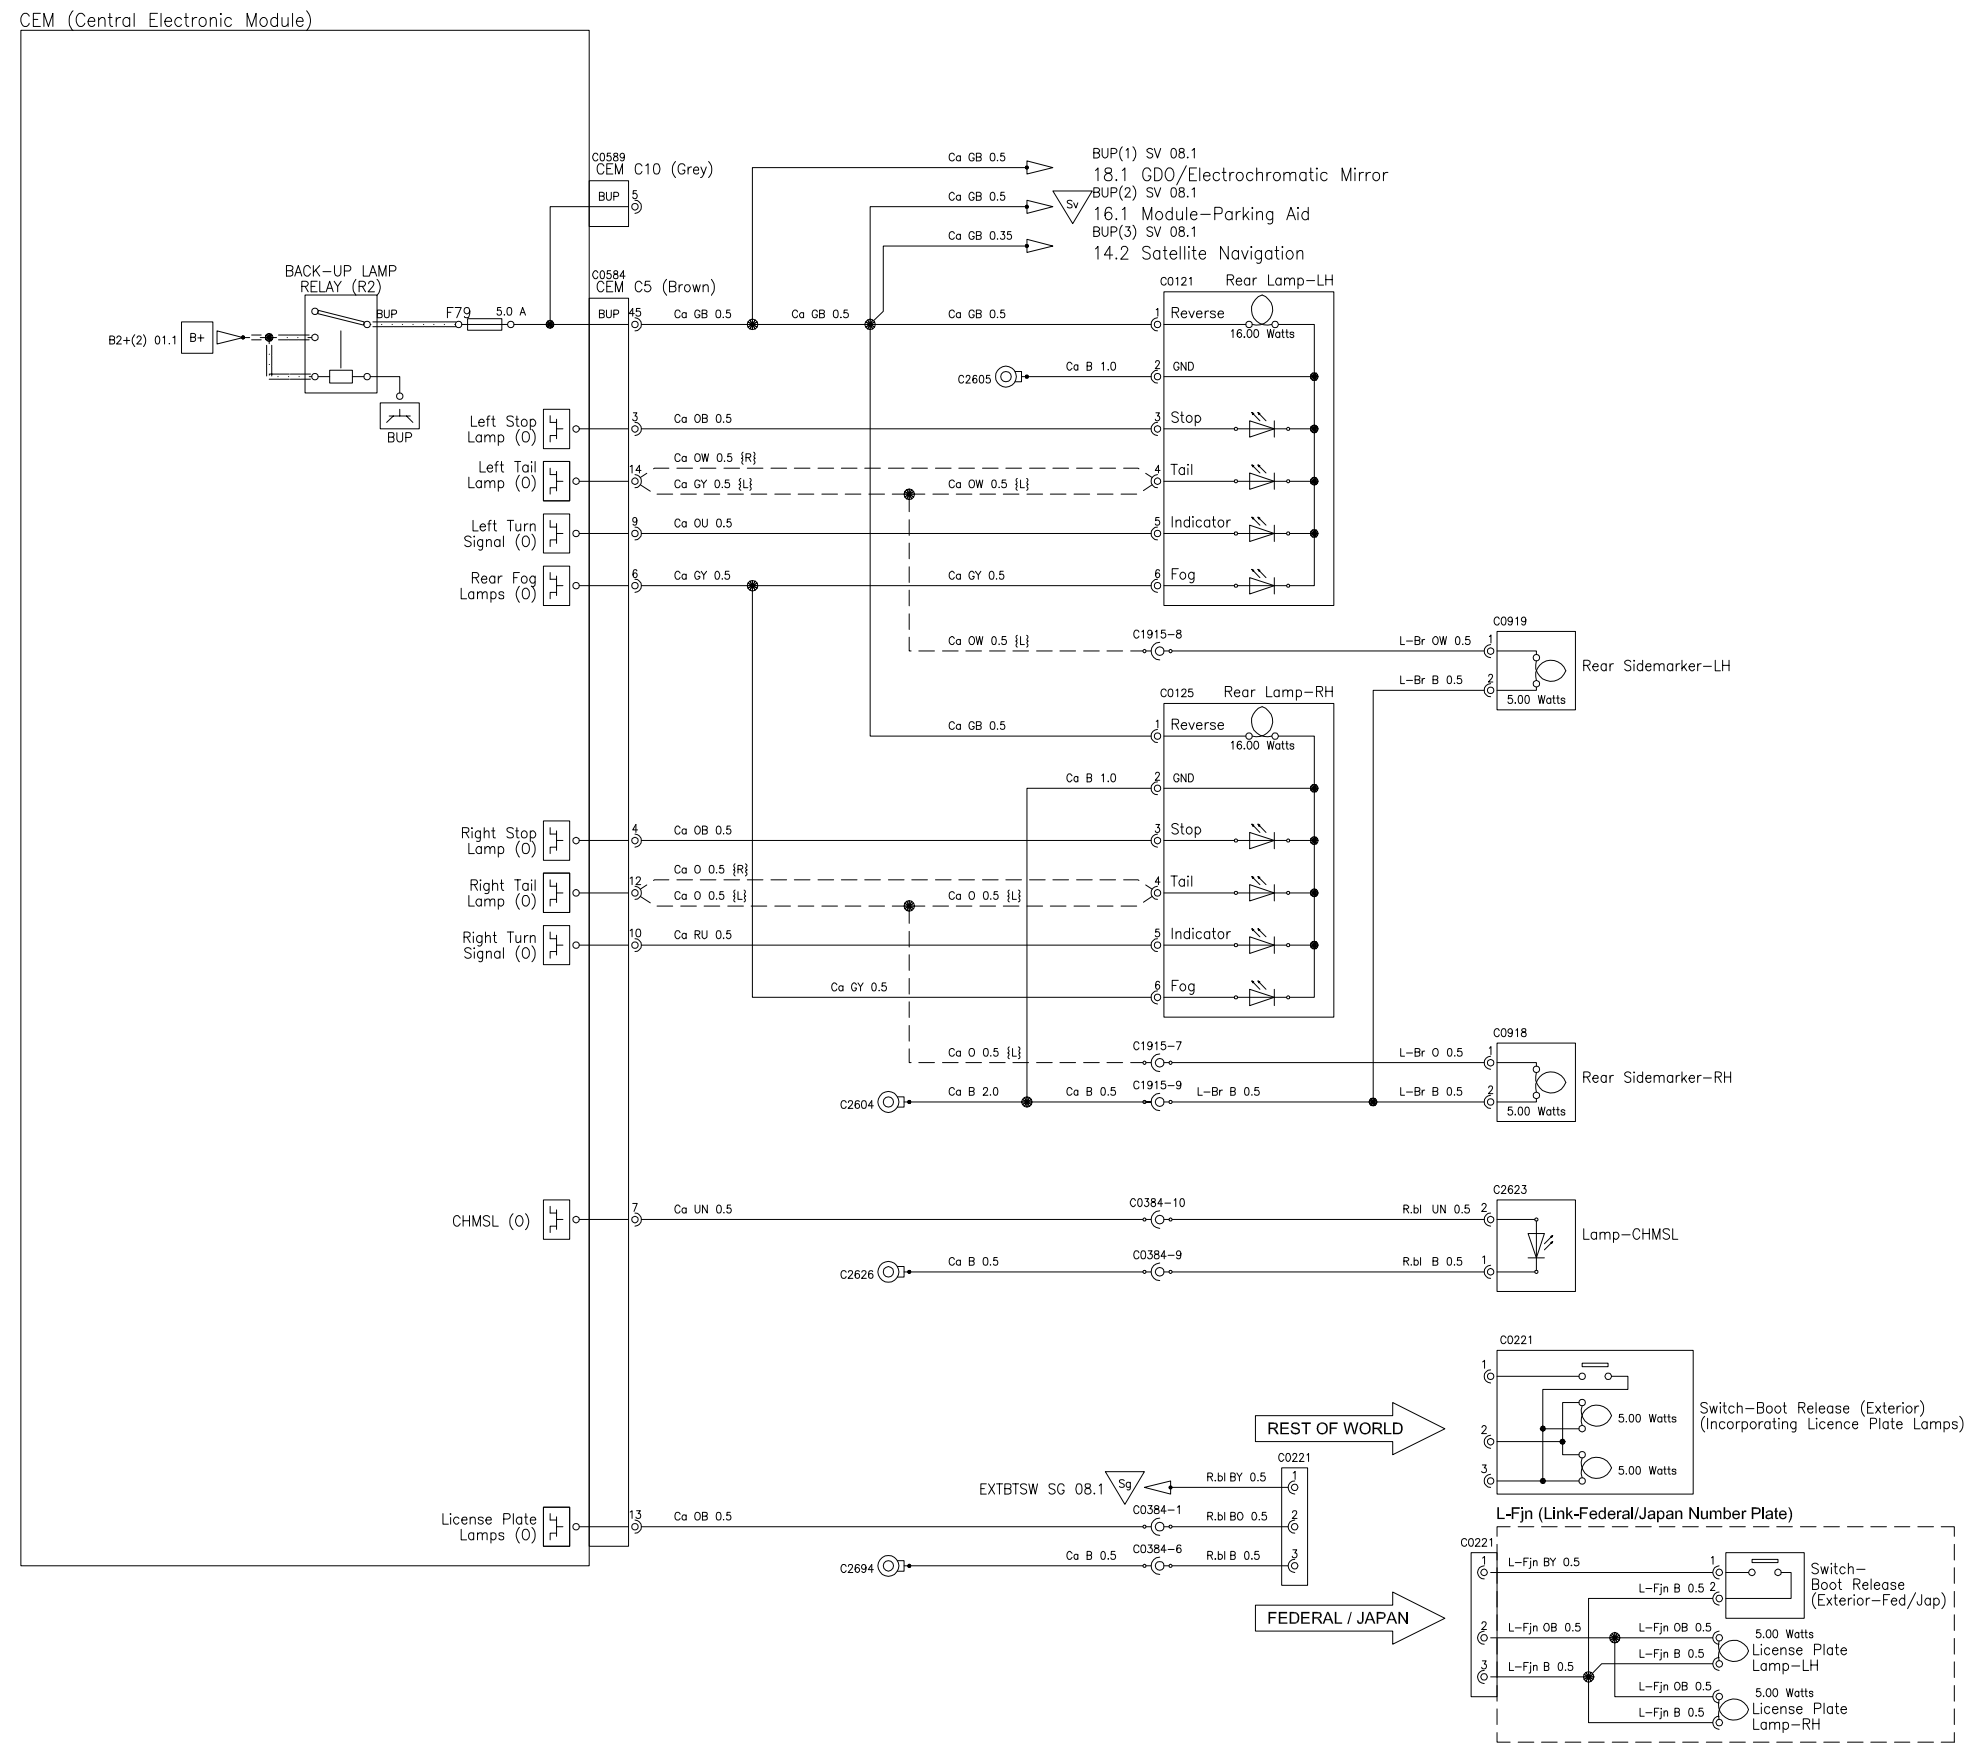 CEM (Central Electronic Module)
C0589
CEM C10 (Grey)
BUP
5
Ca GB 0.5
BUP(1) SV 08.1
18.1 GDO/Electrochromatic Mirror
Ca GB 0.5
Sv
BUP(2) SV 08.1
16.1 Module-Parking Aid
Ca GB 0.35
BUP(3) SV 08.1
14.2 Satellite Navigation
BACK-UP LAMP
RELAY (R2)
BUP
F79
5.0 A
B2+(2) 01.1
B+
BUP
C0584
CEM C5 (Brown)
BUP
45
Ca GB 0.5
Ca GB 0.5
Ca GB 0.5
C0121
Rear Lamp-LH
1
Reverse
16.00 Watts
C2605
Ca B 1.0
2
GND
Left Stop
Lamp (O)
3
Ca OB 0.5
3
Stop
Left Tail
Lamp (O)
14
Ca OW 0.5 {R}
Ca GY 0.5 {L}
Ca OW 0.5 {L}
4
Tail
Left Turn
Signal (O)
9
Ca OU 0.5
5
Indicator
Rear Fog
Lamps (O)
6
Ca GY 0.5
Ca GY 0.5
6
Fog
Ca OW 0.5 {L}
C1915-8
L-Br OW 0.5
C0919
1
L-Br B 0.5
2
5.00 Watts
Rear Sidemarker-LH
C0125
Rear Lamp-RH
Ca GB 0.5
1
Reverse
16.00 Watts
Ca B 1.0
2
GND
Right Stop
Lamp (O)
4
Ca OB 0.5
3
Stop
Right Tail
Lamp (O)
12
Ca O 0.5 {R}
Ca O 0.5 {L}
Ca O 0.5 {L}
4
Tail
Right Turn
Signal (O)
10
Ca RU 0.5
5
Indicator
Ca GY 0.5
6
Fog
Ca O 0.5 {L}
C1915-7
L-Br O 0.5
C0918
1
C2604
Ca B 2.0
Ca B 0.5
C1915-9
L-Br B 0.5
L-Br B 0.5
2
5.00 Watts
Rear Sidemarker-RH
CHMSL (O)
7
Ca UN 0.5
C0384-10
R.bl UN 0.5
C2623
2
C2626
Ca B 0.5
C0384-9
R.bl B 0.5
1
Lamp-CHMSL
C0221
1
2
3
5.00 Watts
5.00 Watts
Switch-Boot Release (Exterior)
(Incorporating Licence Plate Lamps)
REST OF WORLD
C0221
EXTBTSW SG 08.1
Sg
R.bl BY 0.5
1
License Plate
Lamps (O)
13
Ca OB 0.5
C0384-1
R.bl BO 0.5
2
C2694
Ca B 0.5
C0384-6
R.bl B 0.5
3
FEDERAL / JAPAN
L-Fjn (Link-Federal/Japan Number Plate)
C0221
1
L-Fjn BY 0.5
1
L-Fjn B 0.5
2
Switch-
Boot Release
(Exterior-Fed/Jap)
2
L-Fjn OB 0.5
L-Fjn OB 0.5
5.00 Watts
L-Fjn B 0.5
License Plate
Lamp-LH
3
L-Fjn B 0.5
L-Fjn OB 0.5
5.00 Watts
L-Fjn B 0.5
License Plate
Lamp-RH